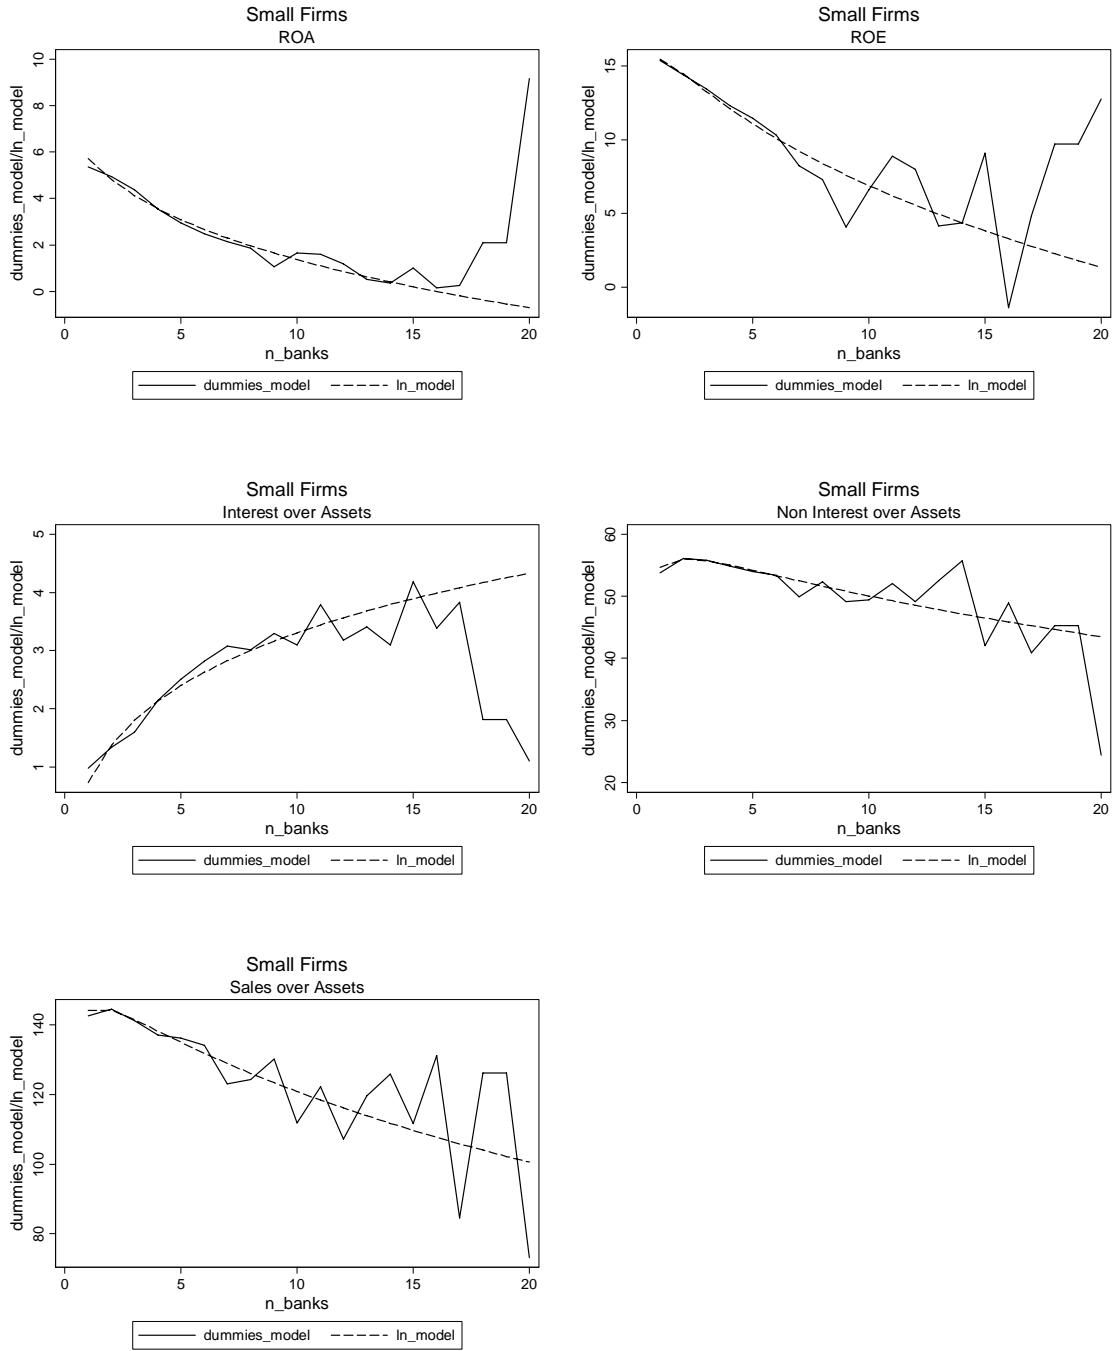 Small Firms
ROA
dummies_model/ln_model
10
8
6
4
2
0
0 5 10 15 20
n_banks
dummies_model ln_model
Small Firms
ROE
dummies_model/ln_model
15
10
5
0
0 5 10 15 20
n_banks
dummies_model ln_model
Small Firms
Interest over Assets
dummies_model/ln_model
5
4
3
2
1
0 5 10 15 20
n_banks
dummies_model ln_model
Small Firms
Non Interest over Assets
dummies_model/ln_model
60
50
40
30
20
0 5 10 15 20
n_banks
dummies_model ln_model
Small Firms
Sales over Assets
dummies_model/ln_model
140
120
100
80
0 5 10 15 20
n_banks
dummies_model ln_model